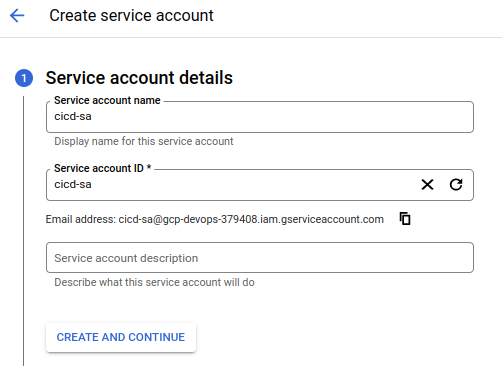 Create service account
1
Service account details
Service account name
cicd-sa
Display name for this service account
Service account ID *
cicd-sa
Email address: cicd-sa@gcp-devops-379408.iam.gserviceaccount.com
Service account description
Describe what this service account will do
CREATE AND CONTINUE